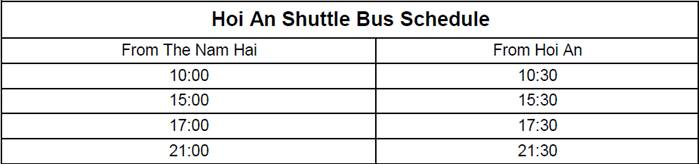 Hoi An Shuttle Bus Schedule
From The Nam Hai From Hoi An
10:00 10:30
15:00 15:30
17:00 17:30
21:00 21:30